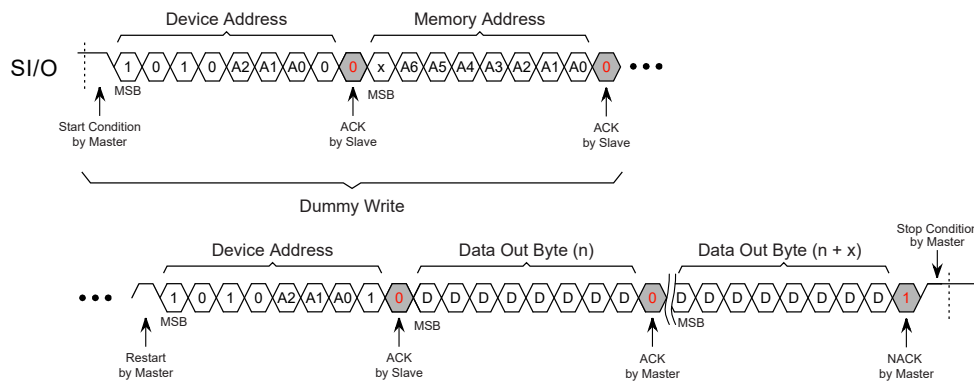 Device Address Memory Address
SI/O 1 0 1 0 A2 A1 A0 0 0 x A6 A5 A4 A3 A2 A1 A0 0
MSB MSB
Start Condition
by Master
ACK
by Slave
ACK
by Slave
Dummy Write
Device Address Data Out Byte (n) Data Out Byte (n + x) Stop Condition
by Master
1 0 1 0 A2 A1 A0 1 0 D D D D D D D D 0 D D D D D D D D 1
MSB MSB MSB
Restart
by Master
ACK
by Slave
ACK
by Master
NACK
by Master